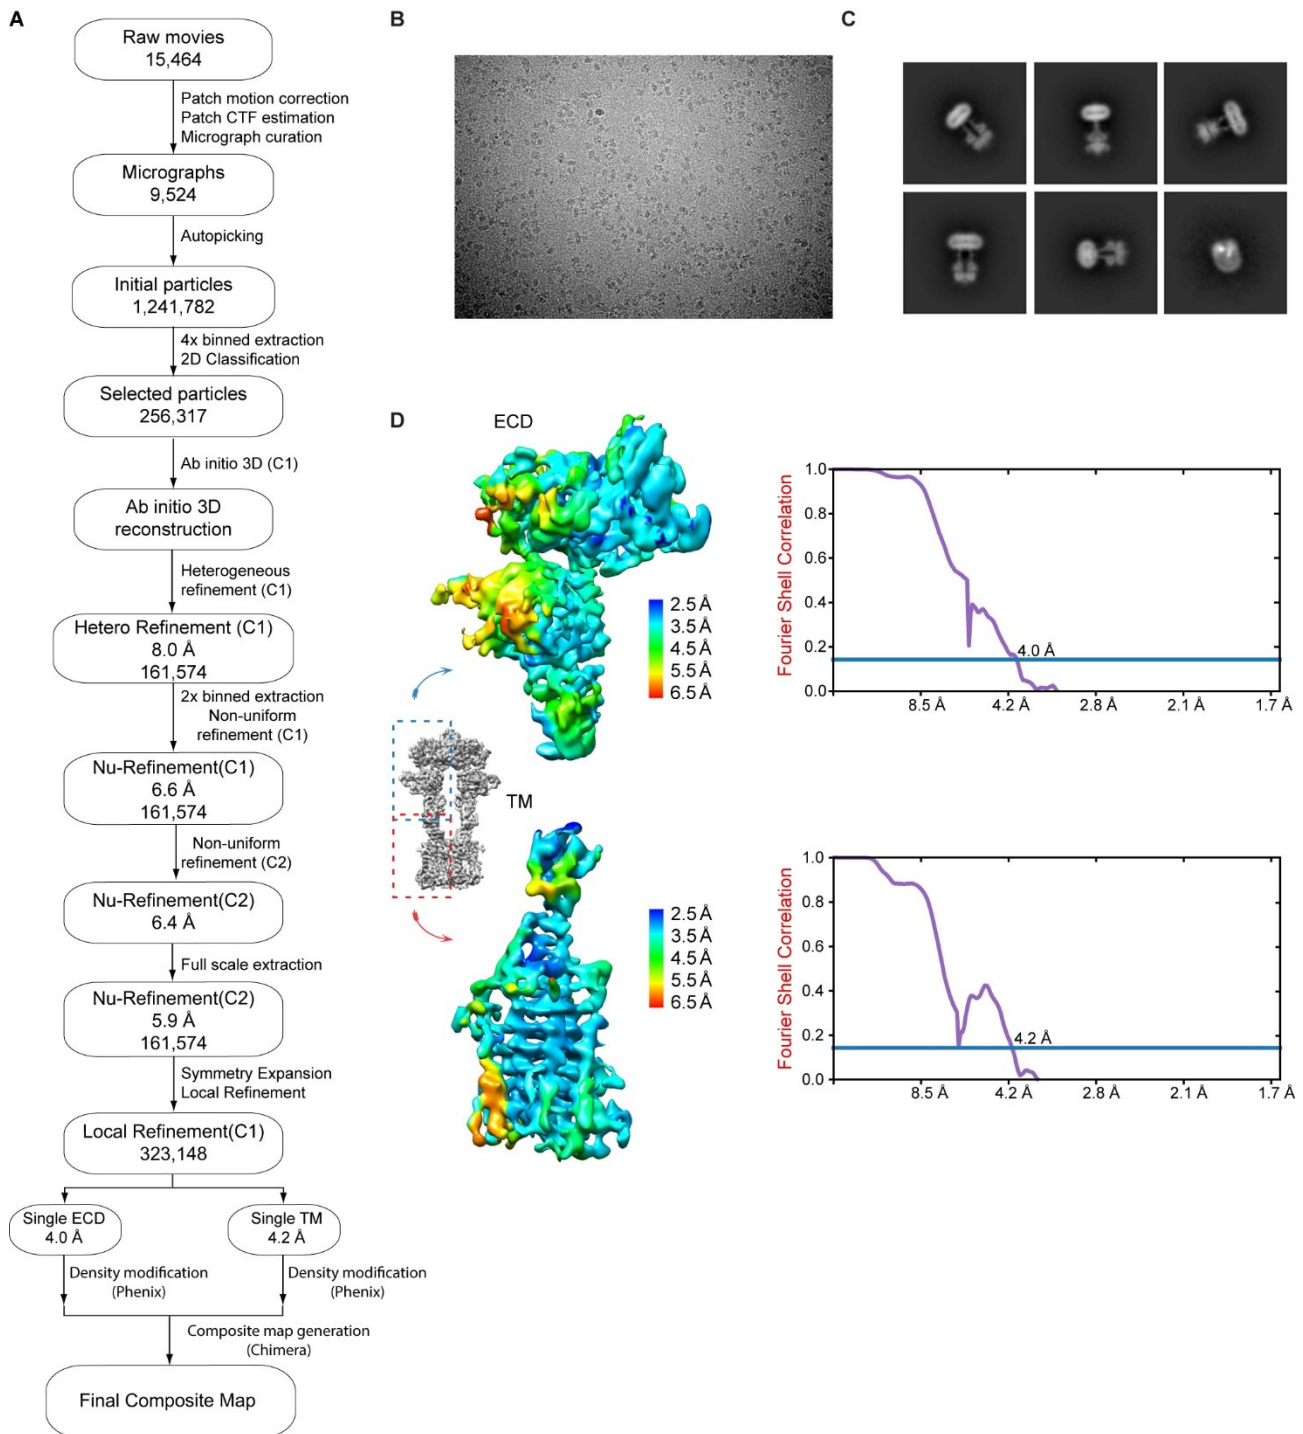 A
Raw movies
15,464
Patch motion correction
Patch CTF estimation
Micrograph curation
Micrographs
9,524
Autopicking
Initial particles
1,241,782
4x binned extraction
2D Classification
Selected particles
256,317
Ab initio 3D (C1)
Ab initio 3D
reconstruction
Heterogeneous
refinement (C1)
Hetero Refinement (C1)
8.0 Å
161,574
2x binned extraction
Non-uniform
refinement (C1)
Nu-Refinement(C1)
6.6 Å
161,574
Non-uniform
refinement (C2)
Nu-Refinement(C2)
6.4 Å
Full scale extraction
Nu-Refinement(C2)
5.9 Å
161,574
Symmetry Expansion
Local Refinement
Local Refinement(C1)
323,148
Single ECD
4.0 Å
Single TM
4.2 Å
Density modification
(Phenix)
Density modification
(Phenix)
Composite map generation
(Chimera)
Final Composite Map
B
C
D
ECD
2.5 Å
3.5 Å
4.5 Å
5.5 Å
6.5 Å
Fourier Shell Correlation
1.0
0.8
0.6
0.4
0.2
0.0
4.0 Å
8.5 Å
4.2 Å
2.8 Å
2.1 Å
1.7 Å
TM
2.5 Å
3.5 Å
4.5 Å
5.5 Å
6.5 Å
Fourier Shell Correlation
1.0
0.8
0.6
0.4
0.2
0.0
4.2 Å
8.5 Å
4.2 Å
2.8 Å
2.1 Å
1.7 Å